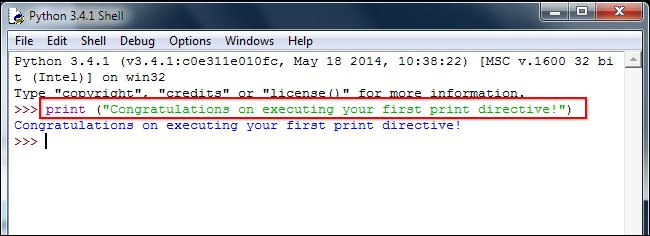 Python 3.4.1 Shell
File Edit Shell Debug Options Windows Help
Python 3.4.1 (v3.4.1:c0e311e010fc, May 18 2014, 10:38:22) [MSC v.1600 32 bi
t (Intel)] on win32
Type "copyright", "credits" or "license()" for more information.
>>> print ("Congratulations on executing your first print directive!")
Congratulations on executing your first print directive!
>>>